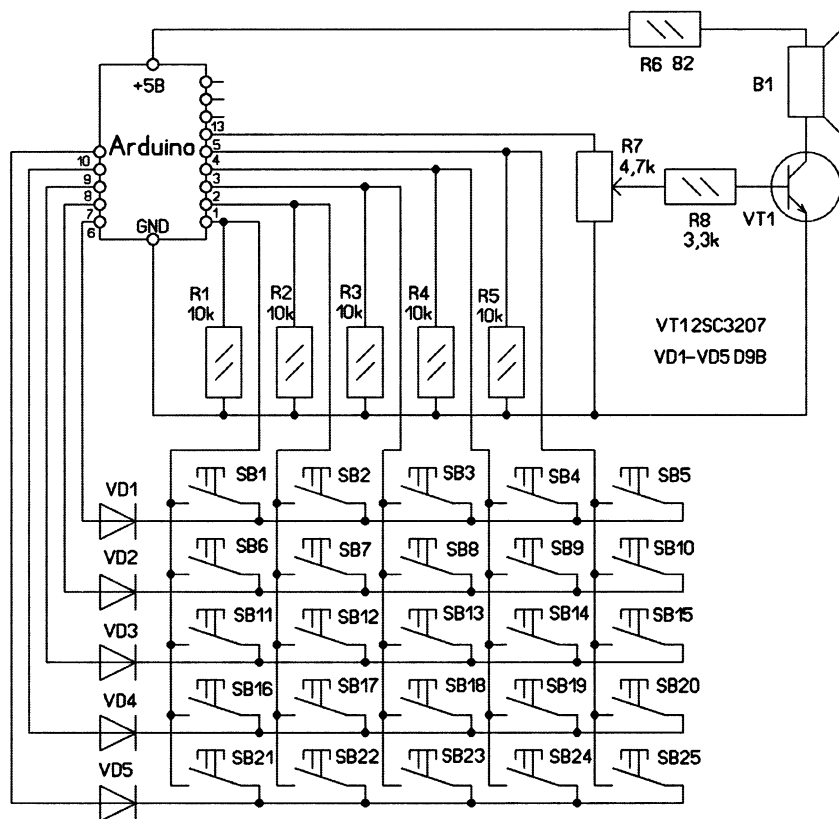 +5В
Arduino
GND
13
5
4
3
2
1
10
9
8
7
6
R6 82
B1
R7
4,7k
R8
3,3k
VT1
R1
10k
R2
10k
R3
10k
R4
10k
R5
10k
VT1 2SC3207
VD1-VD5 D9B
VD1
SB1
SB2
SB3
SB4
SB5
VD2
SB6
SB7
SB8
SB9
SB10
VD3
SB11
SB12
SB13
SB14
SB15
VD4
SB16
SB17
SB18
SB19
SB20
VD5
SB21
SB22
SB23
SB24
SB25